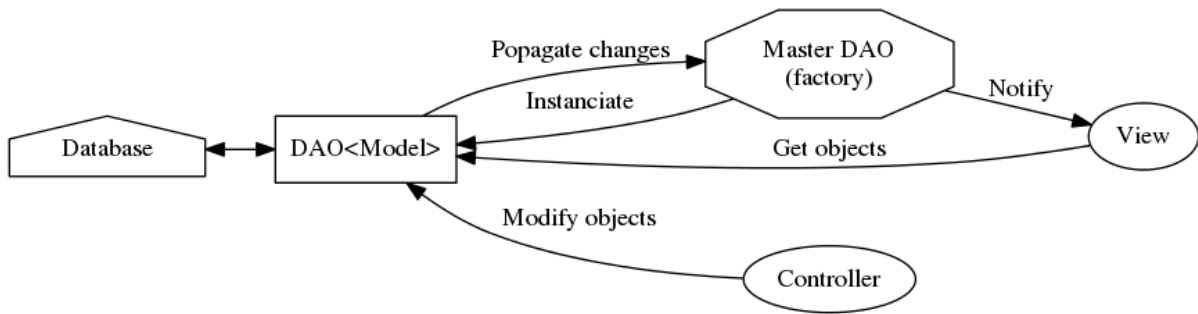 Popagate changes
Master DAO
(factory)
Instanciate
Notify
Database
DAO<Model>
Get objects
View
Modify objects
Controller